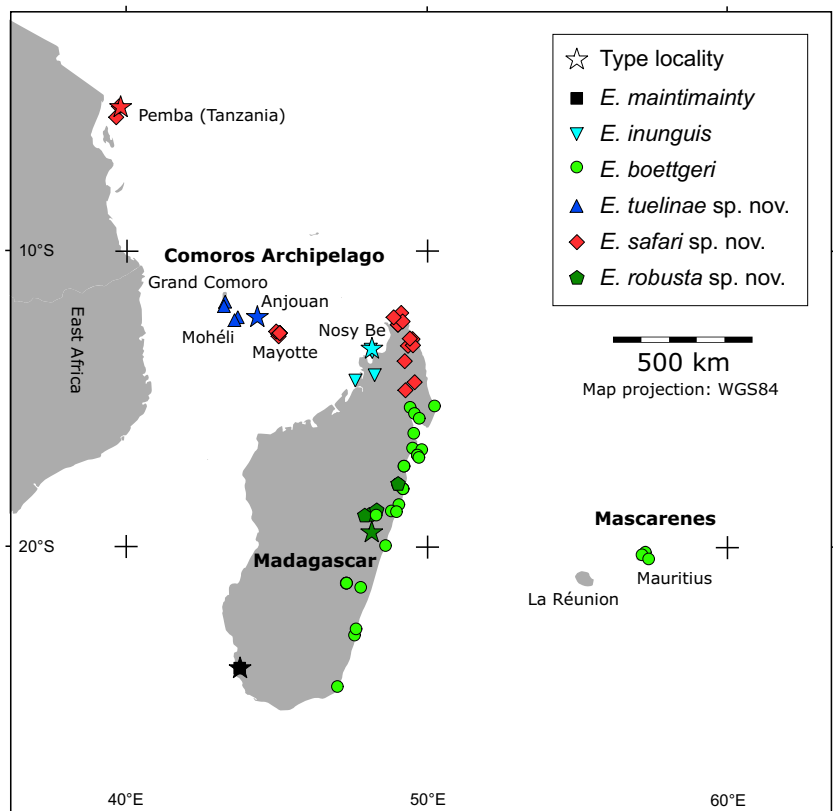 Type locality
E. maintimainty
E. inunguis
E. boettgeri
E. tuelinae sp. nov.
E. safari sp. nov.
E. robusta sp. nov.
Pemba (Tanzania)
10°S
Comoros Archipelago
Grand Comoro
Anjouan
Mohéli
Mayotte
Nosy Be
East Africa
500 km
Map projection: WGS84
Mascarenes
20°S
Madagascar
Mauritius
La Réunion
40°E
50°E
60°E